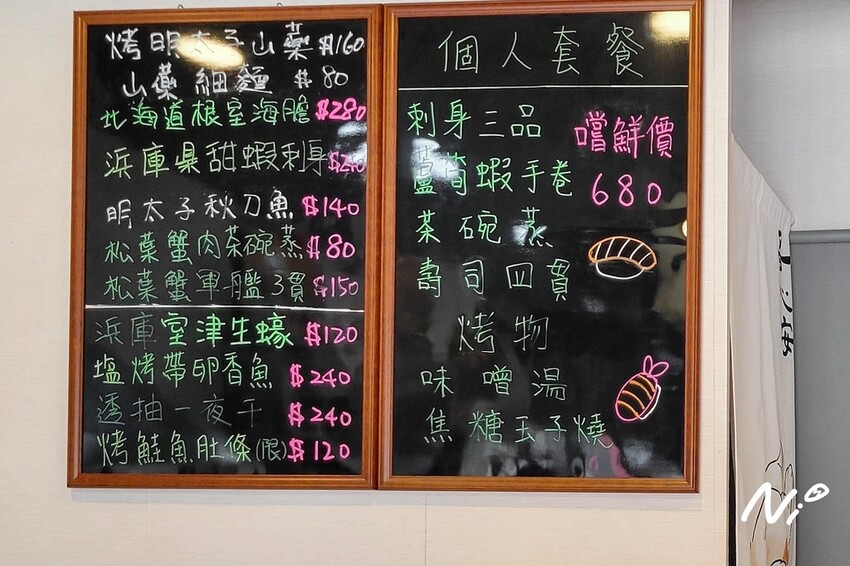 烤明太子山藥 $160
山藥細麵 $80
北海道根室海膽 $280
浜庫県甜蝦刺身
明太子秋刀魚 $140
松葉蟹肉茶碗蒸 $80
松葉蟹軍艦3貫 $150
浜庫室津生蠔 $120
塩烤帶卵香魚 $240
透抽一夜干 $240
烤鮭魚肚條(限) $120
個人套餐
刺身三品
蘆筍蝦手卷
茶碗蒸
壽司四貫
烤物
味噌湯
焦糖玉子燒
嚐鮮價
680
Nio